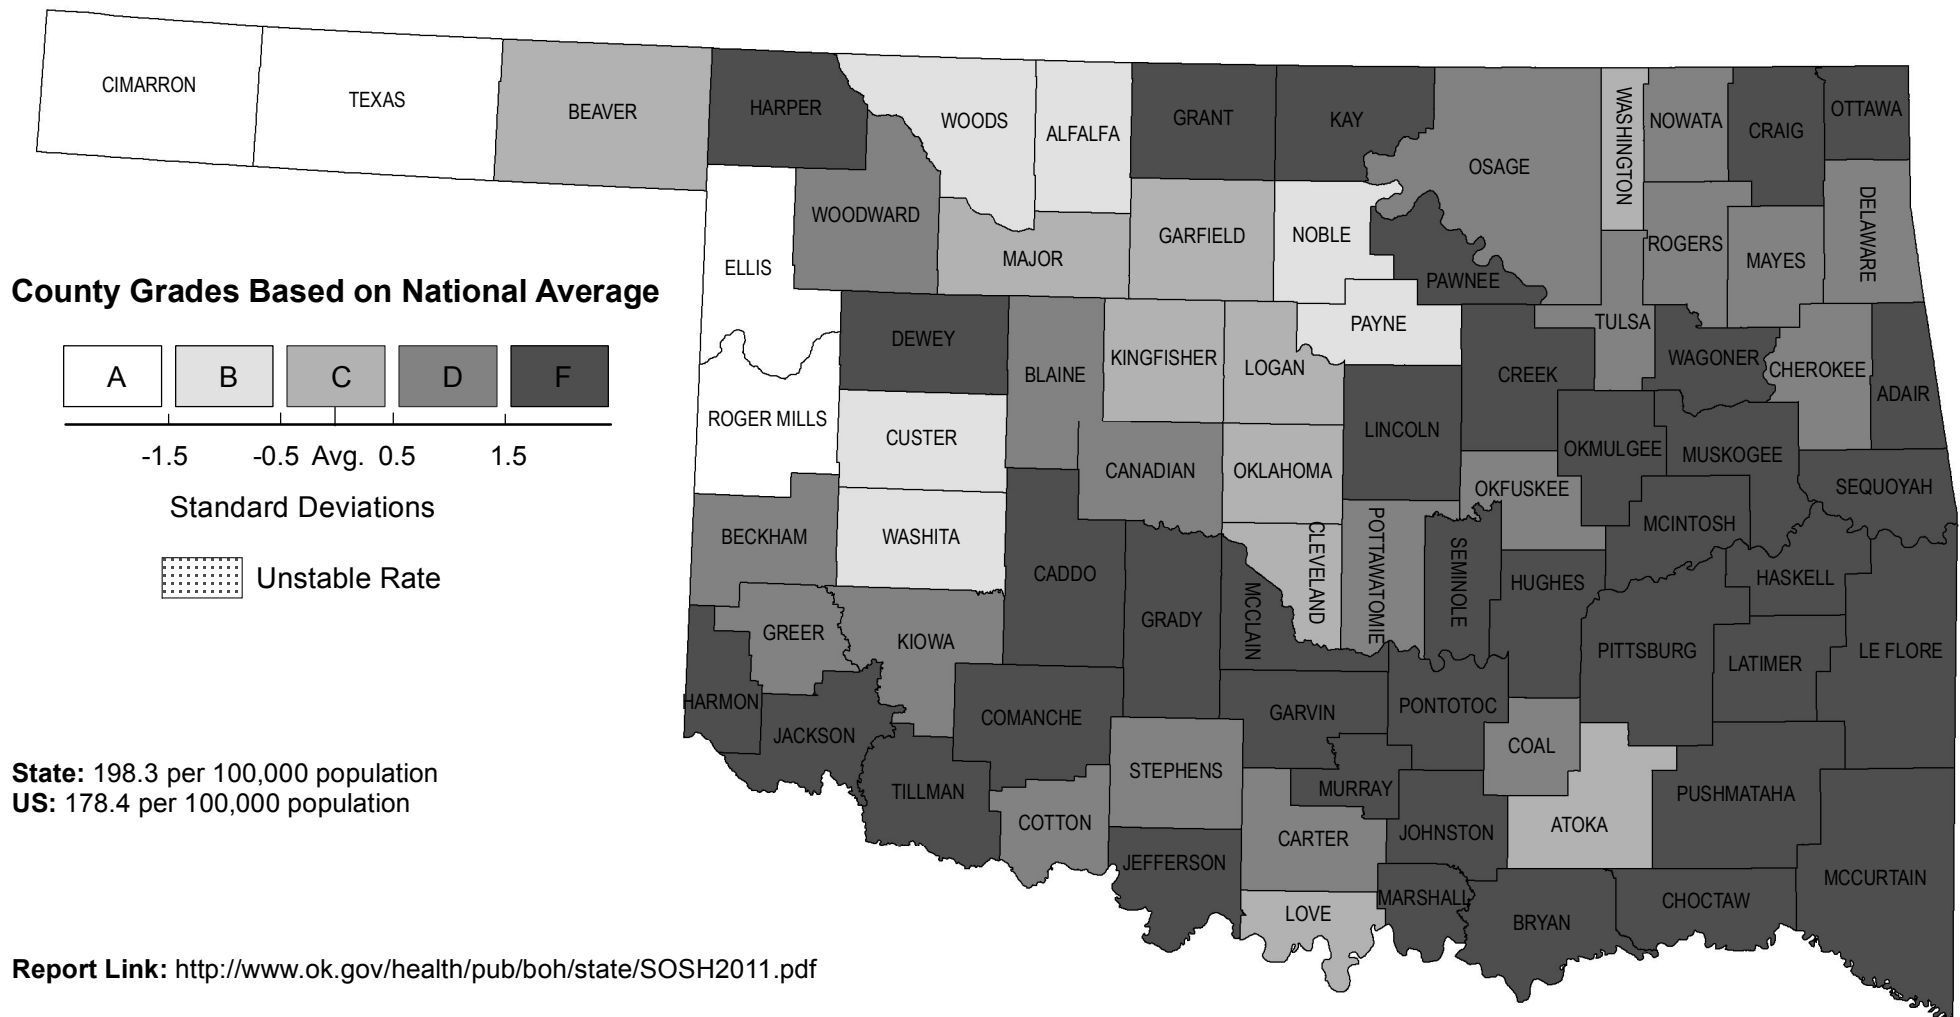 CIMARRON
TEXAS
BEAVER
HARPER
WOODS
ALFALFA
GRANT
KAY
OSAGE
WASHINGTON
NOWATA
CRAIG
OTTAWA
WOODWARD
ELLIS
MAJOR
GARFIELD
NOBLE
PAWNEE
ROGERS
MAYES
DELAWARE
County Grades Based on National Average
A B C D F
-1.5 -0.5 Avg. 0.5 1.5
Standard Deviations
Unstable Rate
DEWEY
BLAINE
KINGFISHER
LOGAN
PAYNE
TULSA
CREEK
WAGONER
CHEROKEE
ADAIR
ROGER MILLS
CUSTER
CANADIAN
OKLAHOMA
LINCOLN
OKMULGEE
MUSKOGEE
SEQUOYAH
OKFUSKEE
MCINTOSH
BECKHAM
WASHITA
CADDO
GRADY
MCCLAIN
CLEVELAND
POTTAWATOMIE
SEMINOLE
HUGHES
HASKELL
PITTSBURG
LATIMER
LE FLORE
GREER
KIOWA
HARMON
JACKSON
COMANCHE
GARVIN
PONTOTOC
COAL
TILLMAN
STEPHENS
MURRAY
COTTON
CARTER
JOHNSTON
ATOKA
PUSHMATAHA
JEFFERSON
LOVE
MARSHALL
BRYAN
CHOCTAW
MCCURTAIN
State: 198.3 per 100,000 population
US: 178.4 per 100,000 population
Report Link: http://www.ok.gov/health/pub/boh/state/SOSH2011.pdf